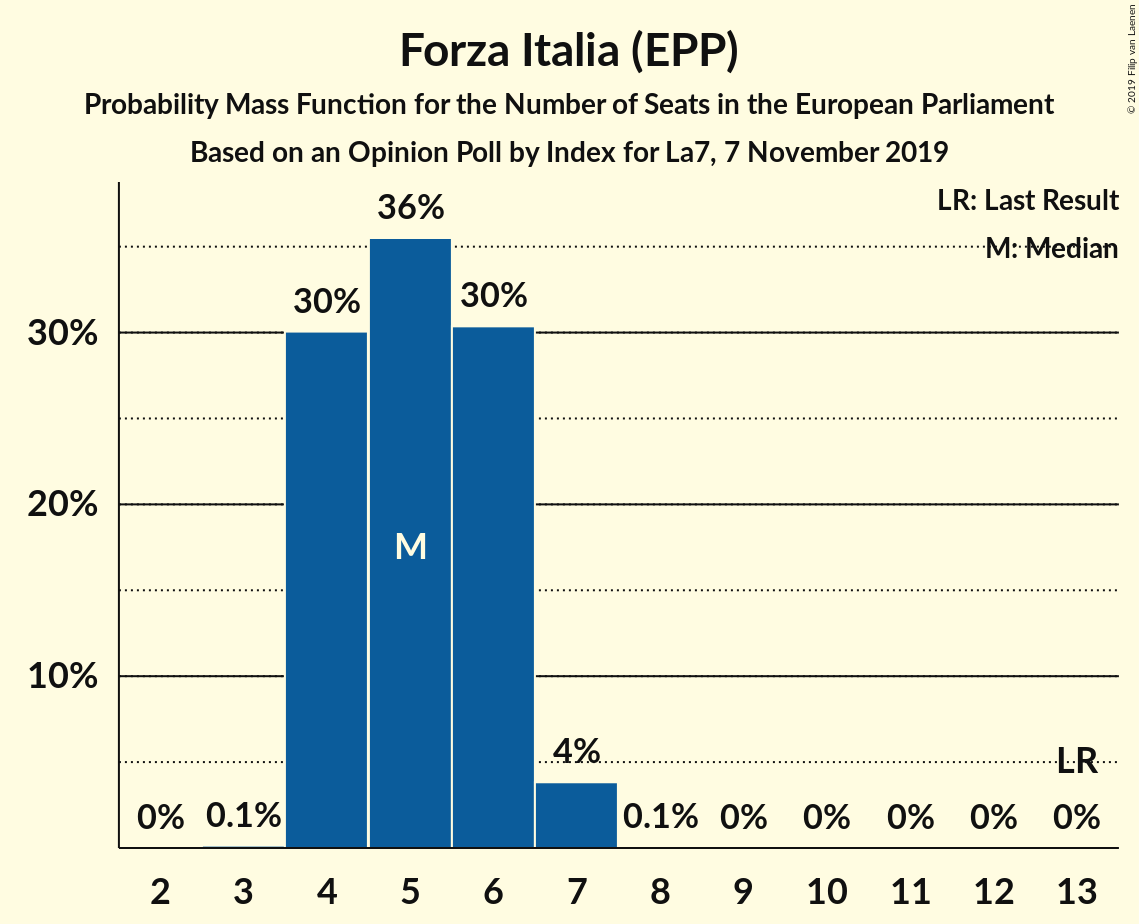 Forza Italia (EPP)
Probability Mass Function for the Number of Seats in the European Parliament
Based on an Opinion Poll by Index for La7, 7 November 2019
© 2019 Filip van Laenen
LR: Last Result
M: Median
36%
30%
30%
30%
20%
M
10%
4%
LR
0%
0.1%
0.1%
0%
0%
0%
0%
0%
2 3 4 5 6 7 8 9 10 11 12 13